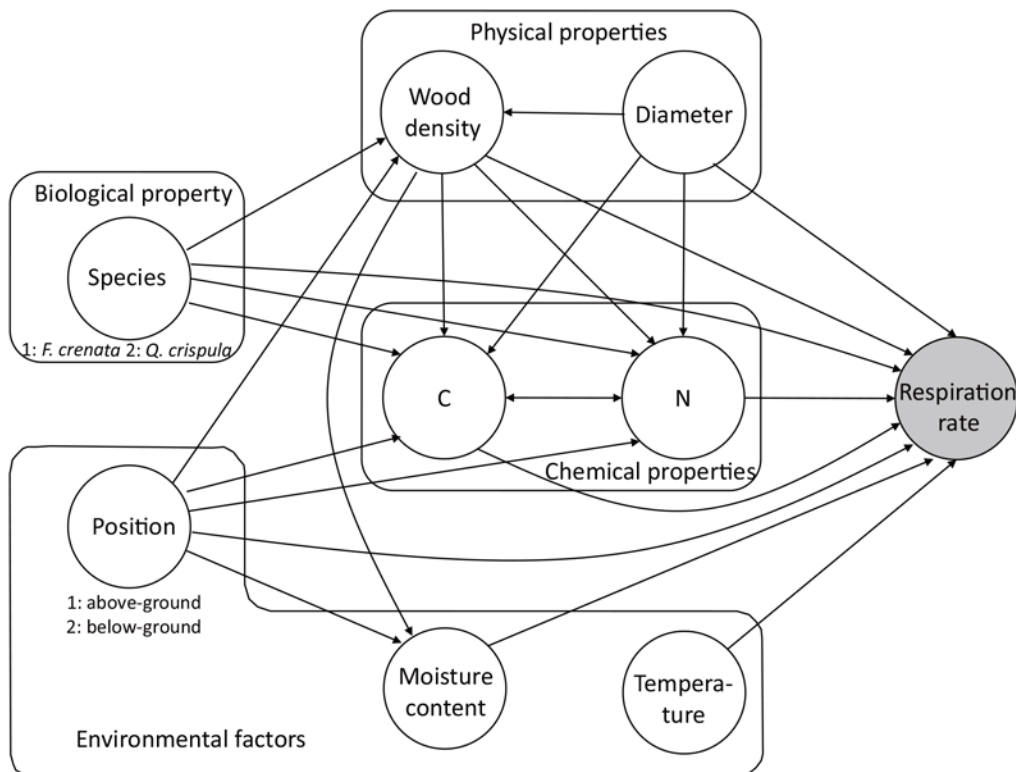 Physical properties
Wood
density
Diameter
Biological property
Species
1: F. crenata 2: Q. crispula
C
N
Chemical properties
Respiration
rate
Position
1: above-ground
2: below-ground
Moisture
content
Tempera-
ture
Environmental factors